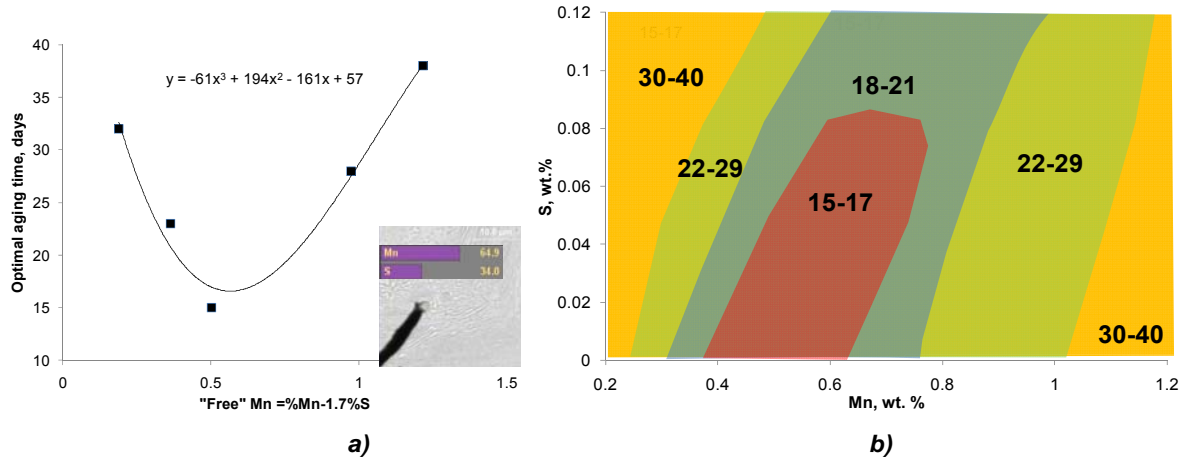 40
35
30
25
20
15
10
Optimal aging time, days
y = -61x³ + 194x² - 161x + 57
Mn 64.9
S 34.0
0 0.5 1 1.5
"Free" Mn =%Mn-1.7%S
a)
0.12
0.1
0.08
0.06
0.04
0.02
0
S, wt.%
15-17
30-40
18-21
22-29
22-29
15-17
30-40
0.2 0.4 0.6 0.8 1 1.2
Mn, wt. %
b)